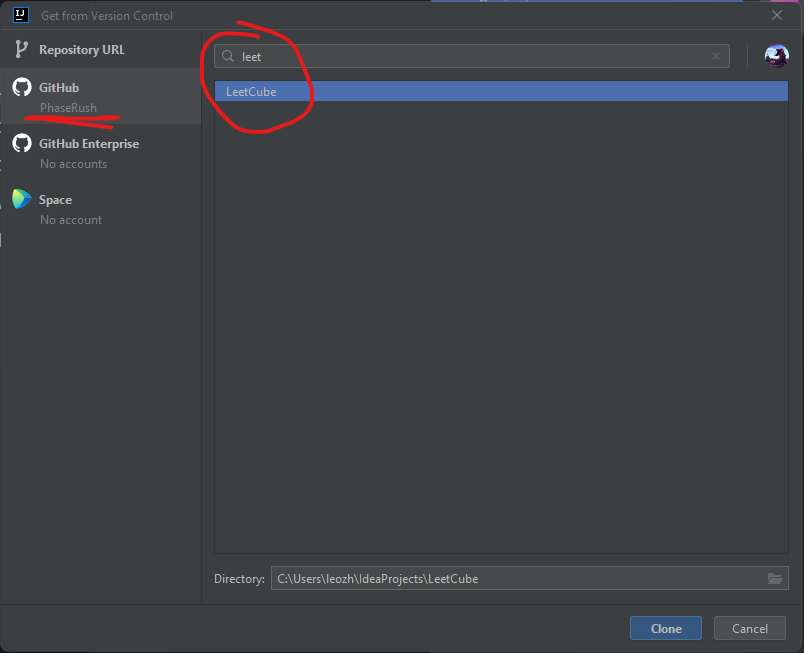 IJ
Get from Version Control
Repository URL
GitHub
PhaseRush
GitHub Enterprise
No accounts
Space
No account
leet
LeetCube
Directory: C:\Users\leozh\IdeaProjects\LeetCube
Clone Cancel